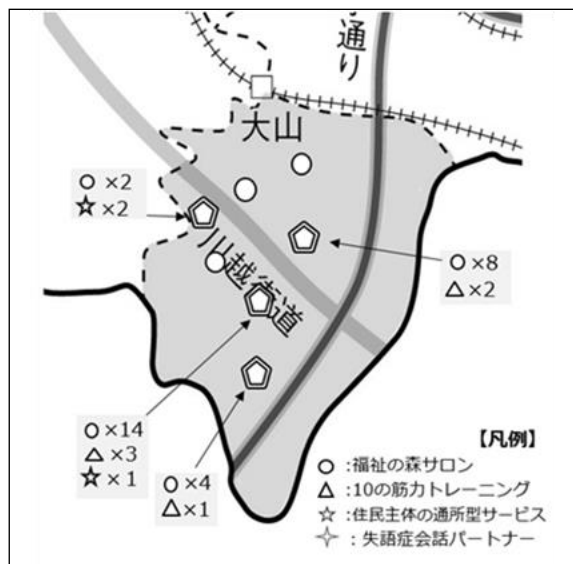 通り
大山
川越街道
○ ×2
☆ ×2
○ ×8
△ ×2
○ ×14
△ ×3
☆ ×1
○ ×4
△ ×1
【凡例】
○ :福祉の森サロン
△ :10の筋力トレーニング
☆ :住民主体の通所型サービス
✧ : 失語症会話パートナー